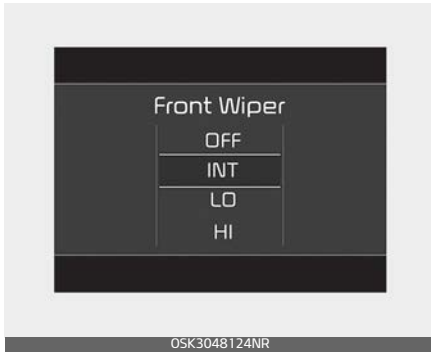 Front Wiper
OFF
INT
LO
HI
OSK3048124NR